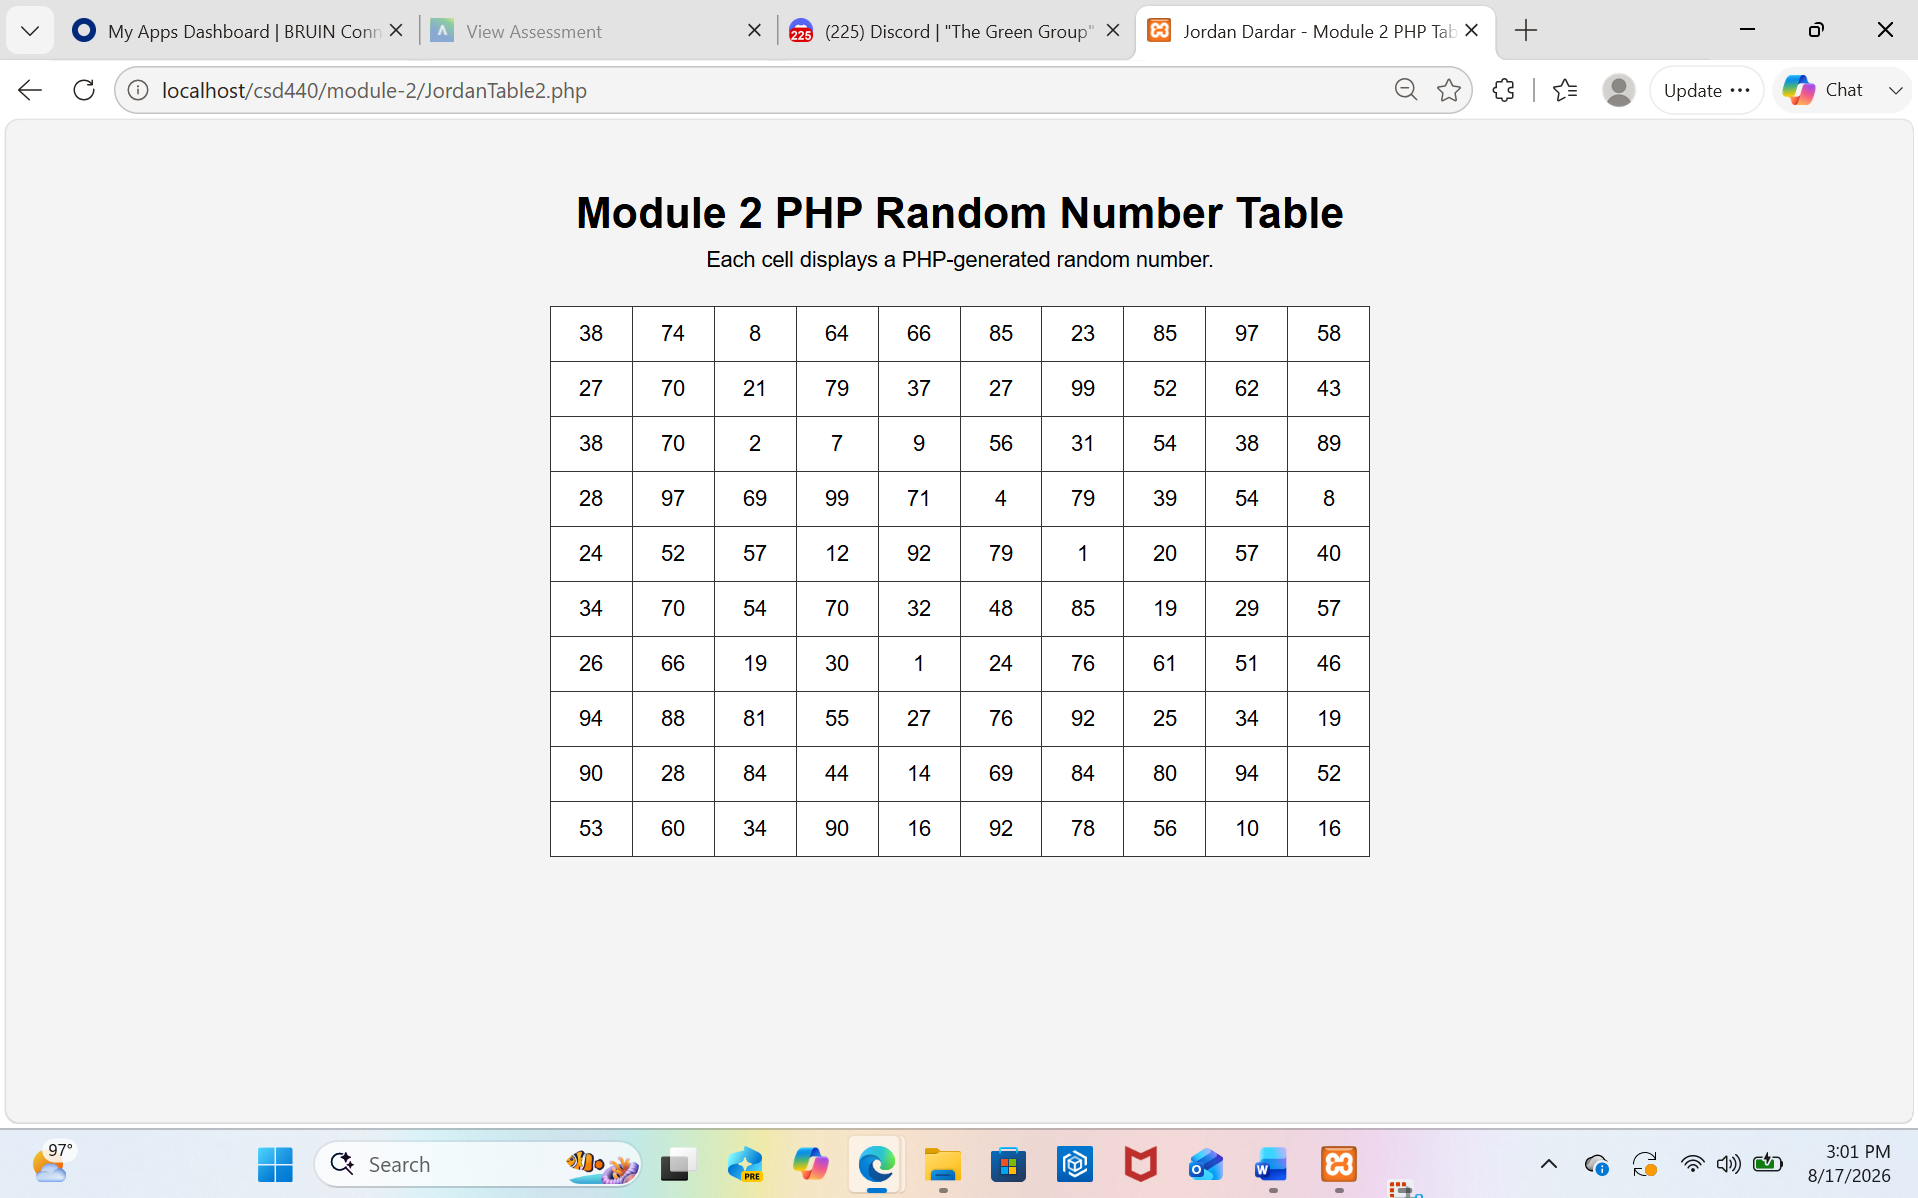 My Apps Dashboard | BRUIN Conn
View Assessment
225
(225) Discord | "The Green Group"
Jordan Dardar - Module 2 PHP Tab
localhost/csd440/module-2/JordanTable2.php
Update
Chat
Module 2 PHP Random Number Table
Each cell displays a PHP-generated random number.
38 74 8 64 66 85 23 85 97 58
27 70 21 79 37 27 99 52 62 43
38 70 2 7 9 56 31 54 38 89
28 97 69 99 71 4 79 39 54 8
24 52 57 12 92 79 1 20 57 40
34 70 54 70 32 48 85 19 29 57
26 66 19 30 1 24 76 61 51 46
94 88 81 55 27 76 92 25 34 19
90 28 84 44 14 69 84 80 94 52
53 60 34 90 16 92 78 56 10 16
97°
Search
PRE
3:01 PM
8/17/2026